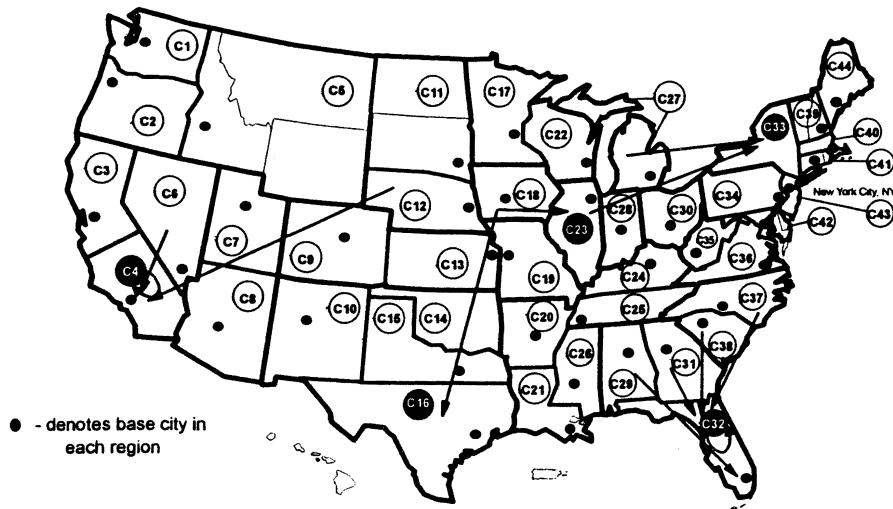 C1
C5
C11
C17
C27
C44
C2
C22
C33
C39
C40
C41
C3
C6
C12
C18
C34
New York City, NY
C43
C42
C4
C7
C9
C13
C23
C28
C30
C35
C36
C24
C19
C8
C10
C15
C14
C20
C25
C37
C26
C29
C31
C38
C21
C16
C32
- denotes base city in
each region